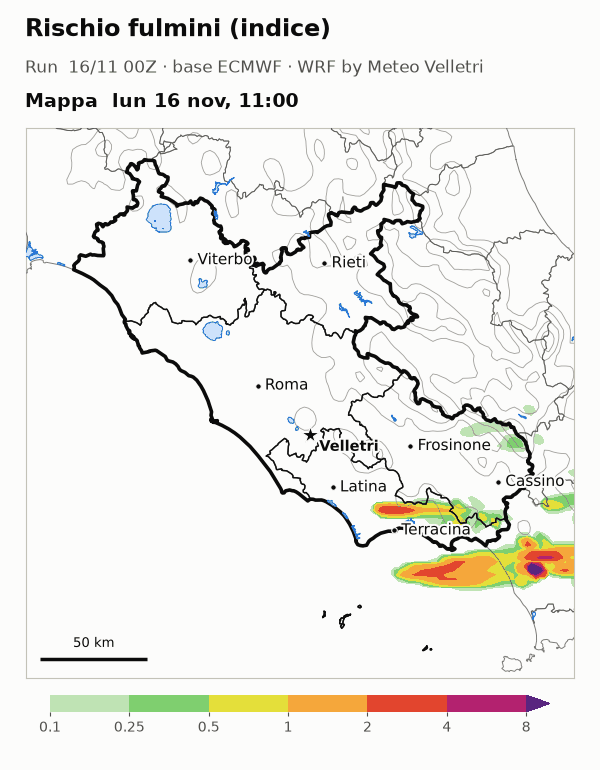 Rischio fulmini (indice)
Run 16/11 00Z · base ECMWF · WRF by Meteo Velletri
Mappa lun 16 nov, 11:00
Viterbo
Rieti
Roma
Velletri
Frosinone
Cassino
Latina
Terracina
50 km
0.1 0.25 0.5 1 2 4 8